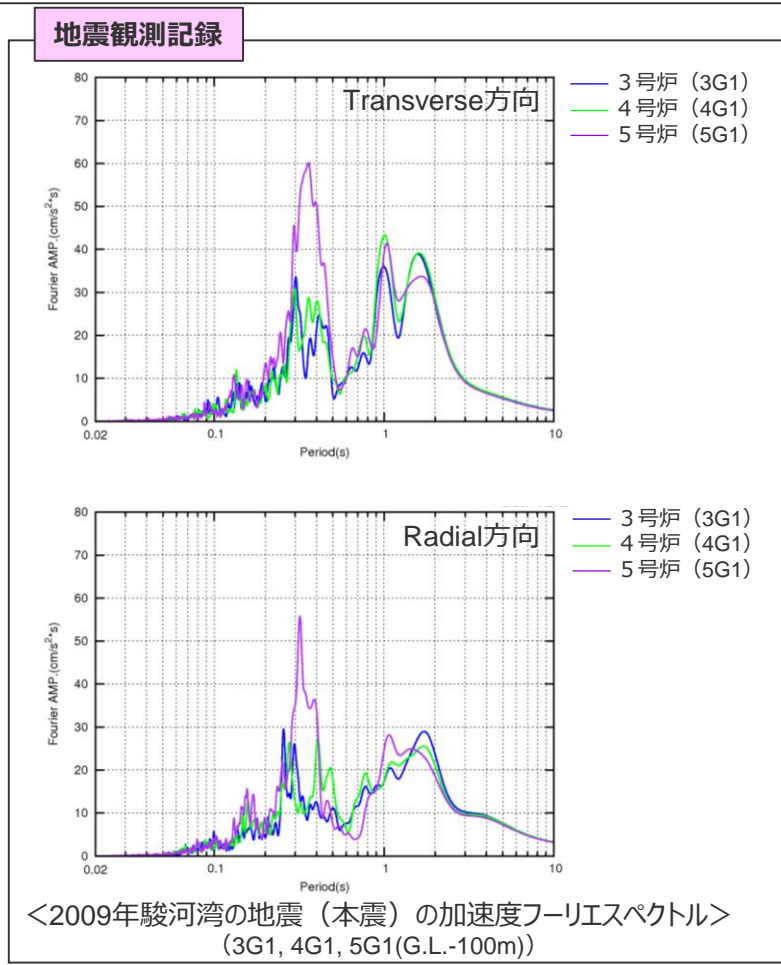 地震観測記録
Transverse方向
3号炉（3G1）
4号炉（4G1）
5号炉（5G1）
80
70
60
50
40
30
20
10
0
Fourier AMP.(cm/s²*s)
0.02
0.1
1
10
Period(s)
Radial方向
3号炉（3G1）
4号炉（4G1）
5号炉（5G1）
80
70
60
50
40
30
20
10
0
Fourier AMP.(cm/s²*s)
0.02
0.1
1
10
Period(s)
＜2009年駿河湾の地震（本震）の加速度フーリエスペクトル＞
（3G1, 4G1, 5G1(G.L.-100m)）